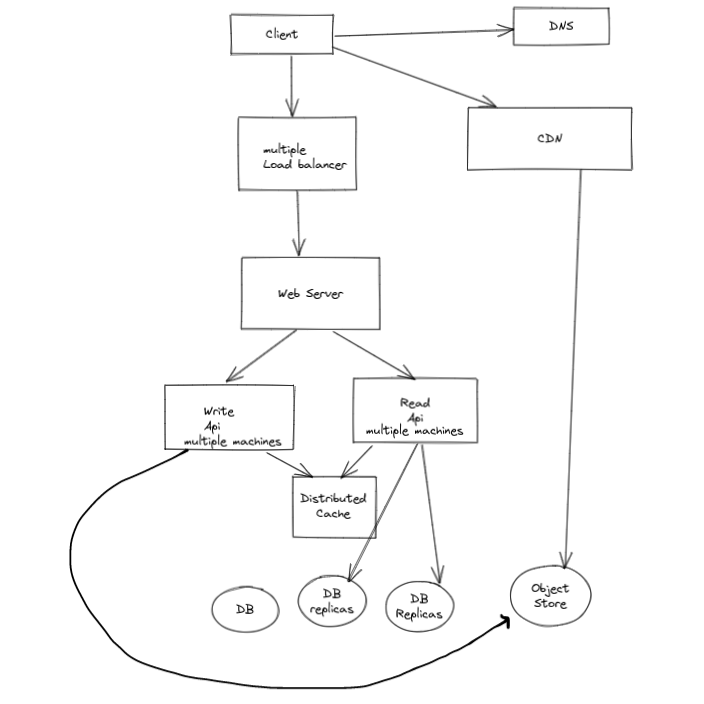 Client
DNS
CDN
multiple
Load balancer
Web Server
Write
Api
multiple machines
Read
Api
multiple machines
Distributed
Cache
DB
DB
replicas
DB
Replicas
Object
Store